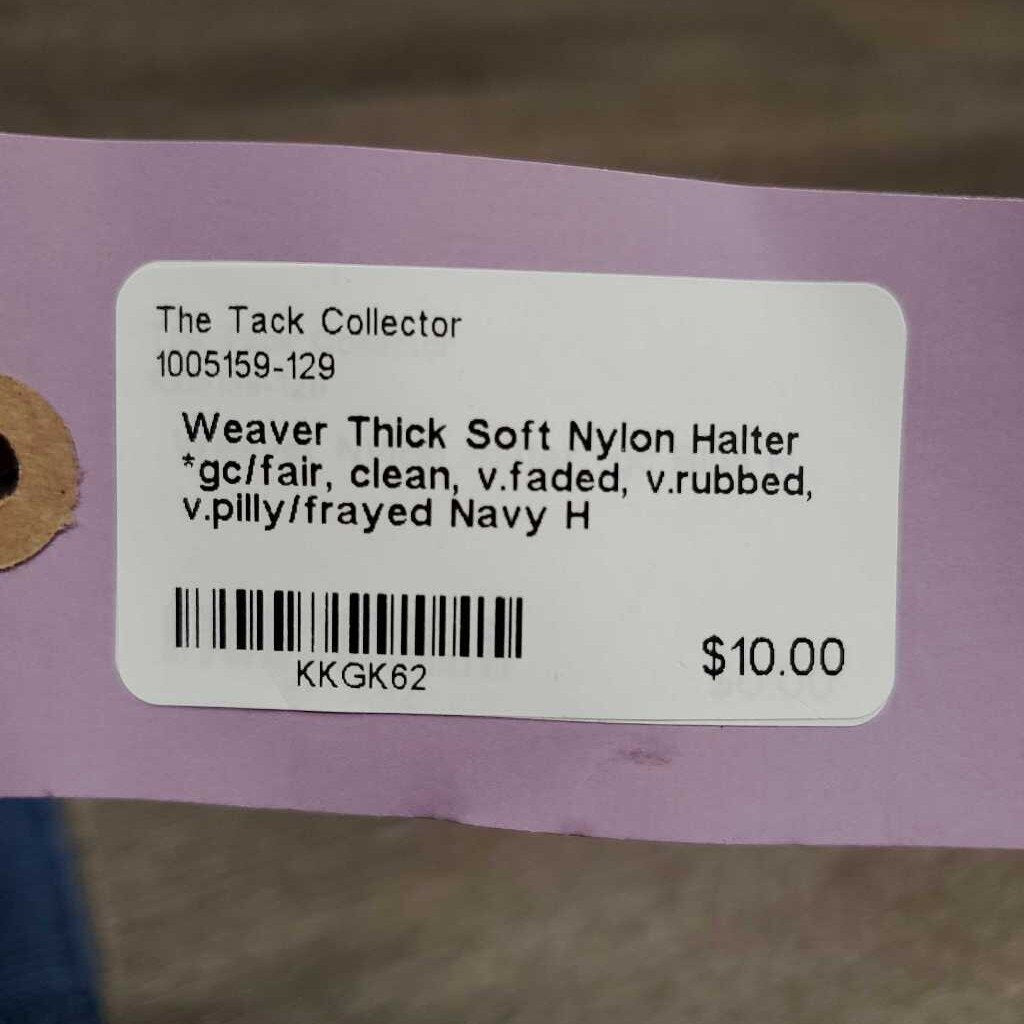 The Tack Collector
1005159-129
Weaver Thick Soft Nylon Halter
*gc/fair, clean, v.faded, v.rubbed,
v.pilly/frayed Navy H
KKGK62
$10.00